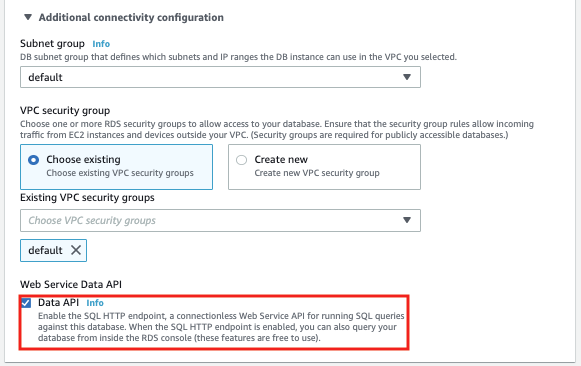 Additional connectivity configuration
Subnet group Info
DB subnet group that defines which subnets and IP ranges the DB instance can use in the VPC you selected.
default
VPC security group
Choose one or more RDS security groups to allow access to your database. Ensure that the security group rules allow incoming
traffic from EC2 instances and devices outside your VPC. (Security groups are required for publicly accessible databases.)
Choose existing
Choose existing VPC security groups
Create new
Create new VPC security group
Existing VPC security groups
Choose VPC security groups
default
Web Service Data API
Data API Info
Enable the SQL HTTP endpoint, a connectionless Web Service API for running SQL queries
against this database. When the SQL HTTP endpoint is enabled, you can also query your
database from inside the RDS console (these features are free to use).